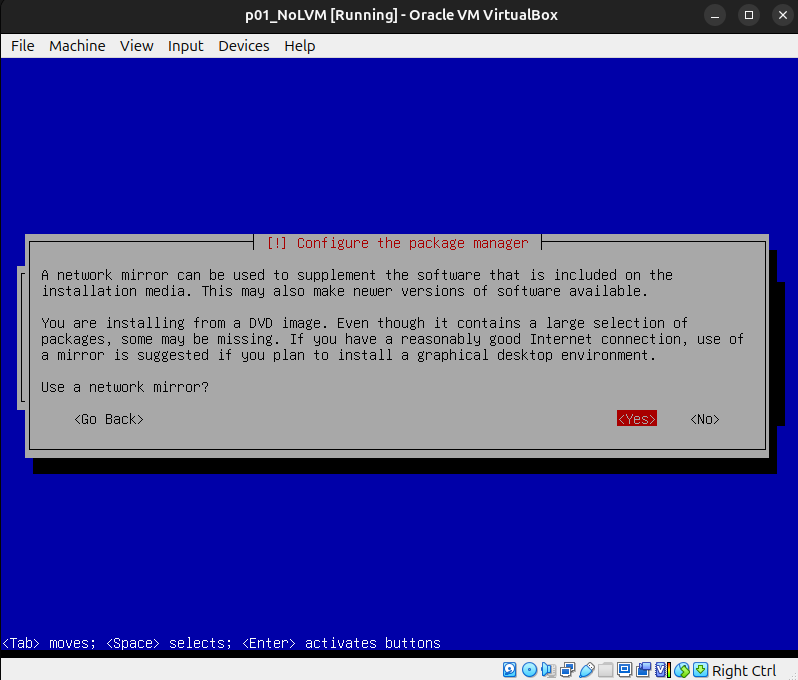 p01_NoLVM [Running] - Oracle VM VirtualBox
File Machine View Input Devices Help
[!] Configure the package manager
A network mirror can be used to supplement the software that is included on the
installation media. This may also make newer versions of software available.
You are installing from a DVD image. Even though it contains a large selection of
packages, some may be missing. If you have a reasonably good Internet connection, use of
a mirror is suggested if you plan to install a graphical desktop environment.
Use a network mirror?
<Go Back> <Yes> <No>
<Tab> moves; <Space> selects; <Enter> activates buttons
Right Ctrl